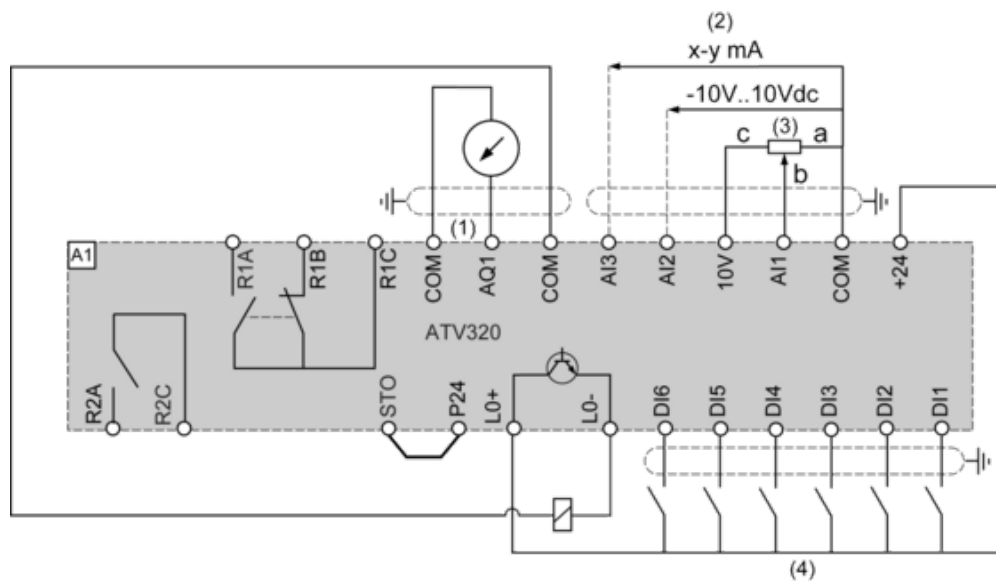 (2)
x-y mA
-10V..10Vdc
c
(3)
a
b
(1)
A1
R1A
R1B
R1C
COM
AQ1
COM
AI3
AI2
10V
AI1
COM
+24
ATV320
R2A
R2C
STO
P24
L0+
L0-
DI6
DI5
DI4
DI3
DI2
DI1
(4)